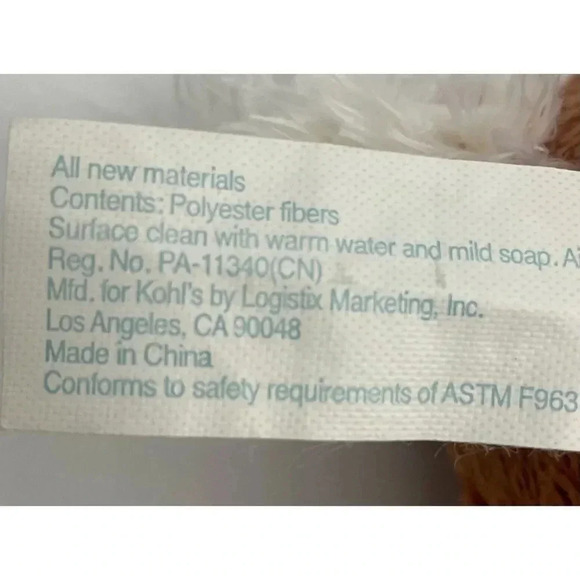 All new materials
Contents: Polyester fibers
Surface clean with warm water and mild soap. Ai
Reg. No. PA-11340(CN)
Mfd. for Kohl's by Logistix Marketing, Inc.
Los Angeles, CA 90048
Made in China
Conforms to safety requirements of ASTM F963